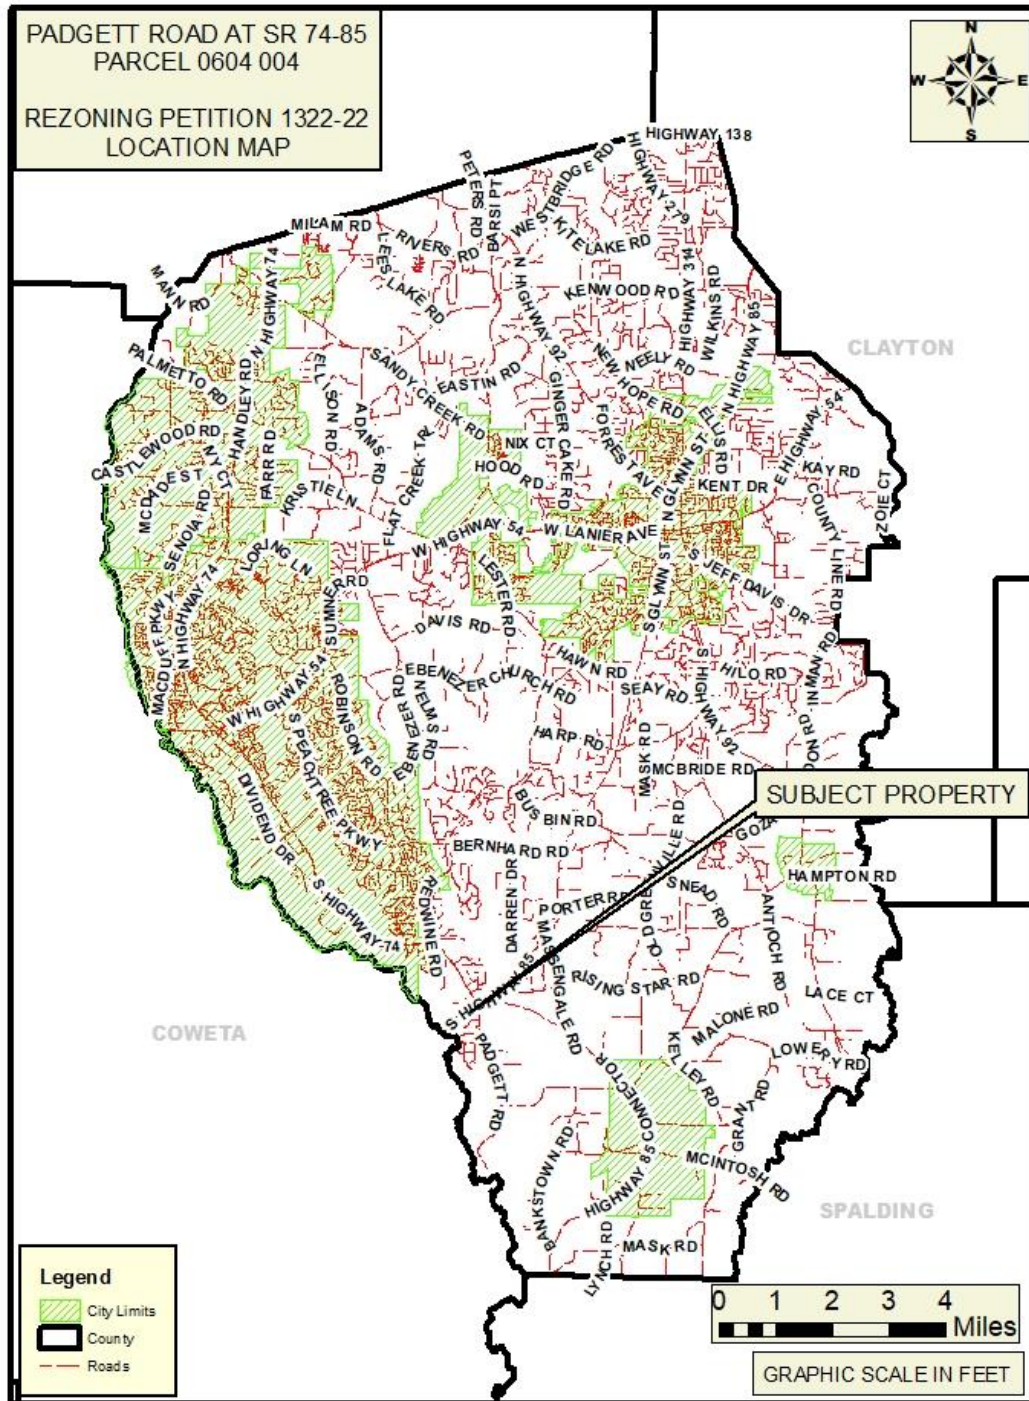 PADGETT ROAD AT SR 74-85
PARCEL 0604 004
REZONING PETITION 1322-22
LOCATION MAP
N
W
E
S
HIGHWAY 138
PETERS RD
BARSI PT
WESTBRIDGE RD
HIGHWAY 279
MILAM RD
RIVERS RD
KITE LAKE RD
LEES LAKE RD
N HIGHWAY 92
KENWOOD RD
HIGHWAY 314
WILKINS RD
N HIGHWAY 85
MANN RD
N HIGHWAY 74
CLAYTON
PALMETTO RD
HANDLEY RD
ELLISON RD
SANDY CREEK RD
EASTIN RD
NEW HOPE RD
NEELY RD
ADAMS RD
GINGER CAKE RD
FORREST AVE
ELLIS RD
E HIGHWAY 54
CASTLEWOOD RD
FARR RD
FLAT CREEK TRL
NIX CT
HOOD RD
N GLYNN ST
KENT DR
KAY RD
MCDADE ST
NY CT
KRISTIE LN
ZOIE CT
COUNTY LINE RD
SENOIA RD
LORING LN
W HIGHWAY 54
W LANIER AVE
S JEFF DAVIS DR
N HIGHWAY 74
SUMNER RD
LESTER RD
S GLYNN ST
MACDUFF PKWY
DAVIS RD
HAWN RD
HILO RD
INMAN RD
W HIGHWAY 54
ROBINSON RD
EBENEZER CHURCH RD
SEAY RD
S HIGHWAY 92
EBENEZER RD
S PEACHTREE PKWY
HARP RD
MASK RD
MCBRIDE RD
SUBJECT PROPERTY
DIVIDEND DR
BUSBIN RD
BERNHARD RD
HAMPTON RD
S HIGHWAY 74
REDWINE RD
DARREN DR
PORTER RD
SNEAD RD
ANTIOCH RD
S HIGHWAY 85
MASSENGALE RD
RISING STAR RD
LACE CT
COWETA
PADGETT RD
MALONE RD
KELLEY RD
LOWERY RD
HIGHWAY 85 CONNECTOR
GRANT RD
BANKSTOWN RD
MCINTOSH RD
SPALDING
LYNCH RD
MASK RD
Legend
City Limits
County
Roads
0 1 2 3 4
Miles
GRAPHIC SCALE IN FEET